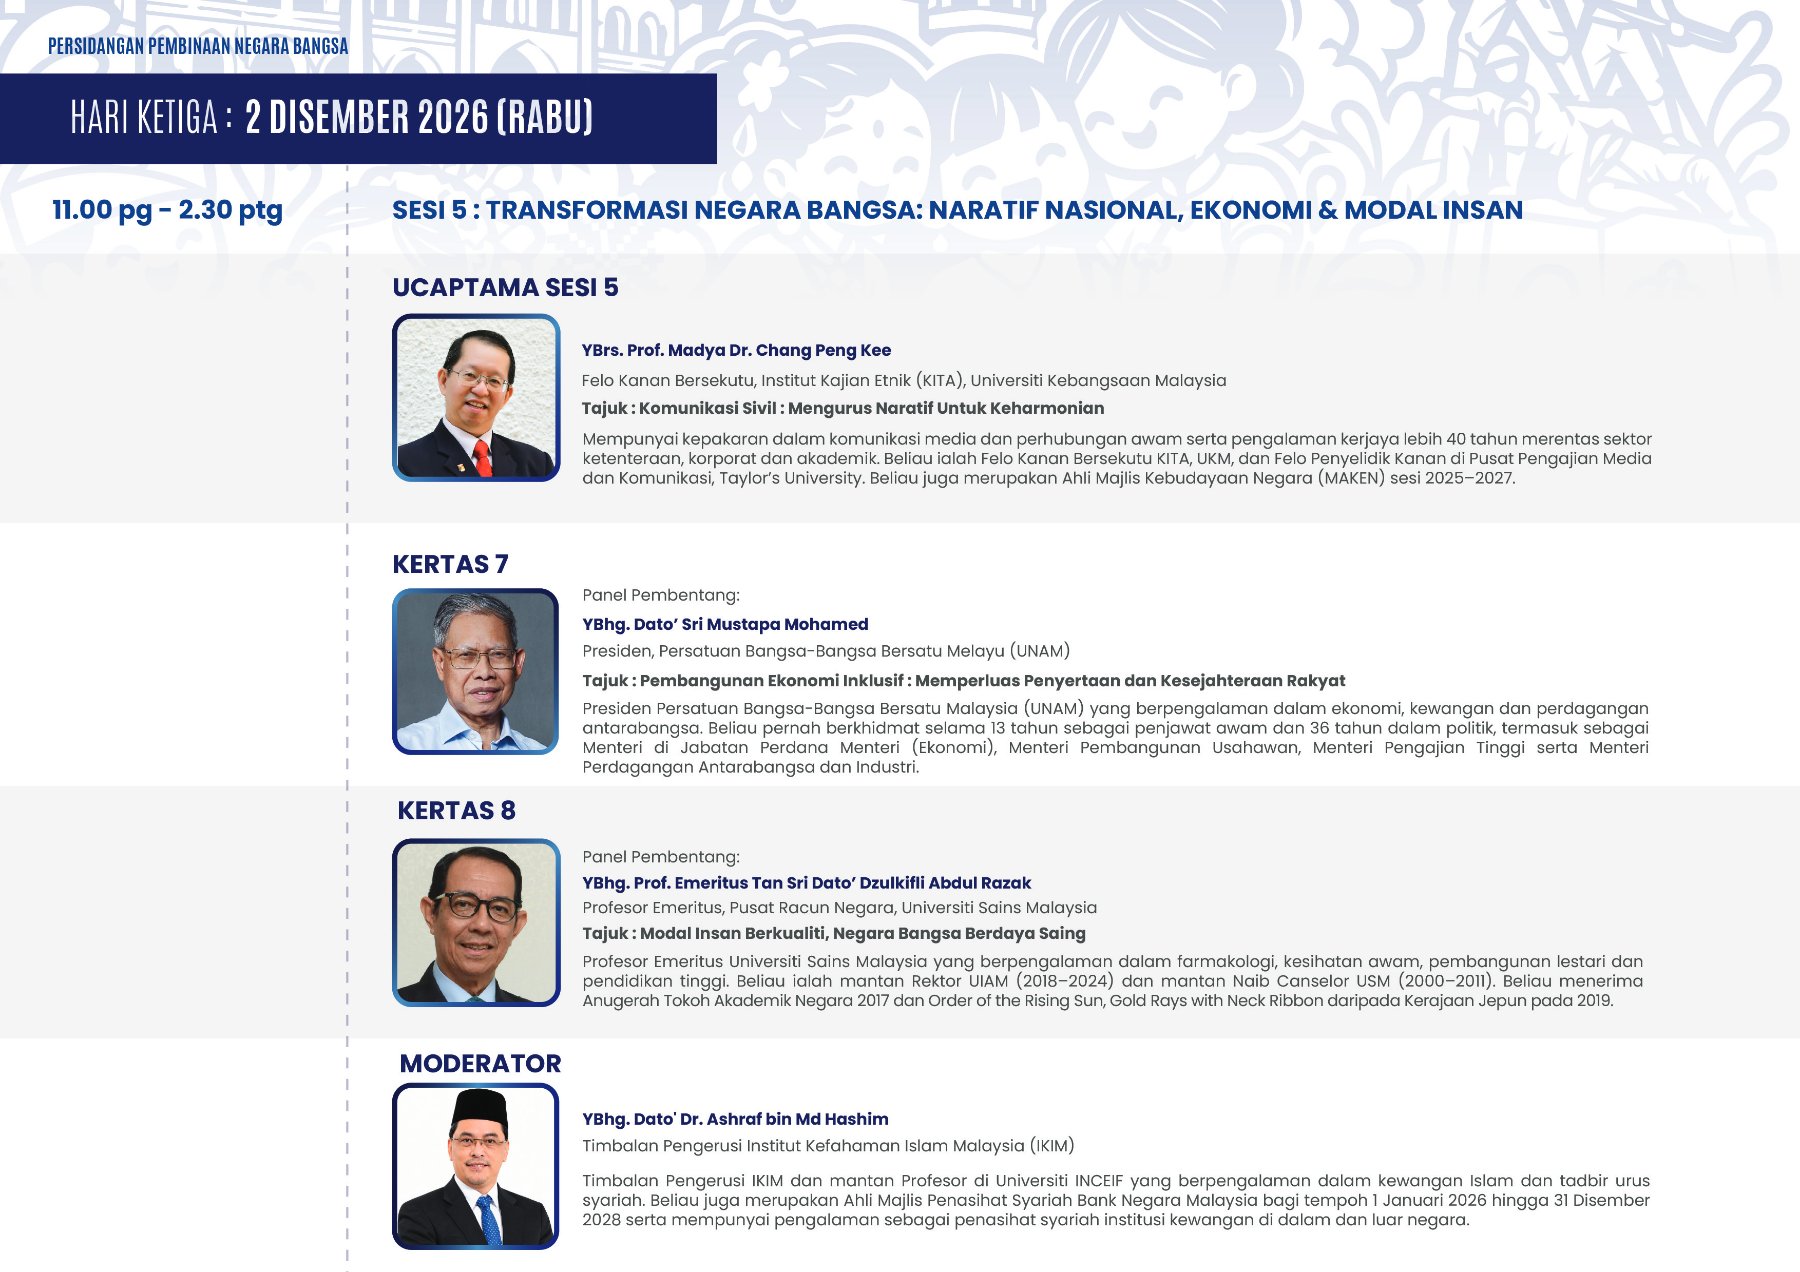 PERSIDANGAN PEMBINAAN NEGARA BANGSA
HARI KETIGA : 2 DISEMBER 2026 (RABU)
11.00 pg - 2.30 ptg
SESI 5 : TRANSFORMASI NEGARA BANGSA: NARATIF NASIONAL, EKONOMI & MODAL INSAN
UCAPTAMA SESI 5
YBrs. Prof. Madya Dr. Chang Peng Kee
Felo Kanan Bersekutu, Institut Kajian Etnik (KITA), Universiti Kebangsaan Malaysia
Tajuk : Komunikasi Sivil : Mengurus Naratif Untuk Keharmonian
Mempunyai kepakaran dalam komunikasi media dan perhubungan awam serta pengalaman kerjaya lebih 40 tahun merentas sektor
ketenteraan, korporat dan akademik. Beliau ialah Felo Kanan Bersekutu KITA, UKM, dan Felo Penyelidik Kanan di Pusat Pengajian Media
dan Komunikasi, Taylor's University. Beliau juga merupakan Ahli Majlis Kebudayaan Negara (MAKEN) sesi 2025–2027.
KERTAS 7
Panel Pembentang:
YBhg. Dato’ Sri Mustapa Mohamed
Presiden, Persatuan Bangsa-Bangsa Bersatu Melayu (UNAM)
Tajuk : Pembangunan Ekonomi Inklusif : Memperluas Penyertaan dan Kesejahteraan Rakyat
Presiden Persatuan Bangsa-Bangsa Bersatu Malaysia (UNAM) yang berpengalaman dalam ekonomi, kewangan dan perdagangan
antarabangsa. Beliau pernah berkhidmat selama 13 tahun sebagai penjawat awam dan 36 tahun dalam politik, termasuk sebagai
Menteri di Jabatan Perdana Menteri (Ekonomi), Menteri Pembangunan Usahawan, Menteri Pengajian Tinggi serta Menteri
Perdagangan Antarabangsa dan Industri.
KERTAS 8
Panel Pembentang:
YBhg. Prof. Emeritus Tan Sri Dato’ Dzulkifli Abdul Razak
Profesor Emeritus, Pusat Racun Negara, Universiti Sains Malaysia
Tajuk : Modal Insan Berkualiti, Negara Bangsa Berdaya Saing
Profesor Emeritus Universiti Sains Malaysia yang berpengalaman dalam farmakologi, kesihatan awam, pembangunan lestari dan
pendidikan tinggi. Beliau ialah mantan Rektor UIAM (2018–2024) dan mantan Naib Canselor USM (2000–2011). Beliau menerima
Anugerah Tokoh Akademik Negara 2017 dan Order of the Rising Sun, Gold Rays with Neck Ribbon daripada Kerajaan Jepun pada 2019.
MODERATOR
YBhg. Dato' Dr. Ashraf bin Md Hashim
Timbalan Pengerusi Institut Kefahaman Islam Malaysia (IKIM)
Timbalan Pengerusi IKIM dan mantan Profesor di Universiti INCEIF yang berpengalaman dalam kewangan Islam dan tadbir urus
syariah. Beliau juga merupakan Ahli Majlis Penasihat Syariah Bank Negara Malaysia bagi tempoh 1 Januari 2026 hingga 31 Disember
2028 serta mempunyai pengalaman sebagai penasihat syariah institusi kewangan di dalam dan luar negara.